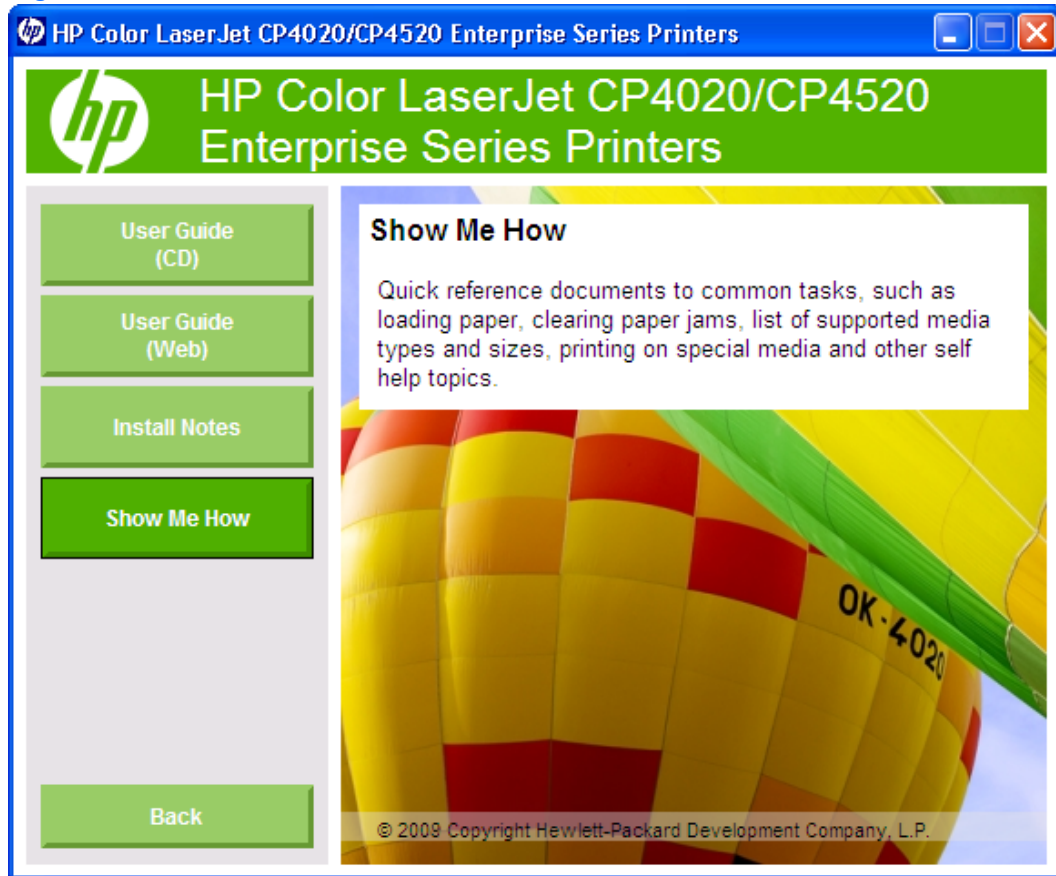 HP Color LaserJet CP4020/CP4520 Enterprise Series Printers
hp
HP Color LaserJet CP4020/CP4520
Enterprise Series Printers
User Guide
(CD)
User Guide
(Web)
Install Notes
Show Me How
Back
Show Me How
Quick reference documents to common tasks, such as
loading paper, clearing paper jams, list of supported media
types and sizes, printing on special media and other self
help topics.
OK-4020
© 2009 Copyright Hewlett-Packard Development Company, L.P.